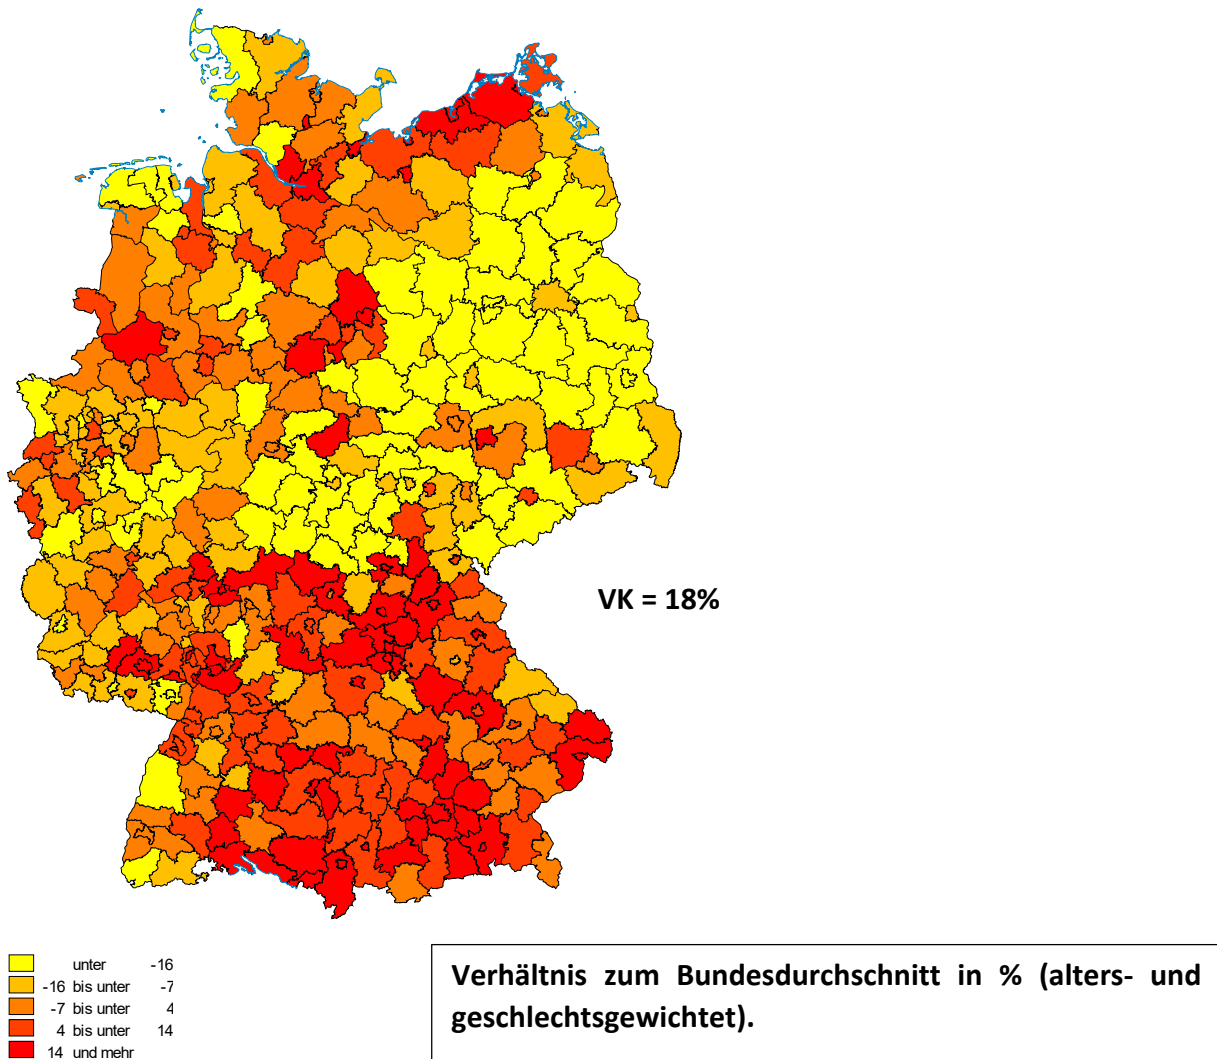 VK = 18%
unter -16
-16 bis unter -7
-7 bis unter 4
4 bis unter 14
14 und mehr
Verhältnis zum Bundesdurchschnitt in % (alters- und
geschlechtsgewichtet).